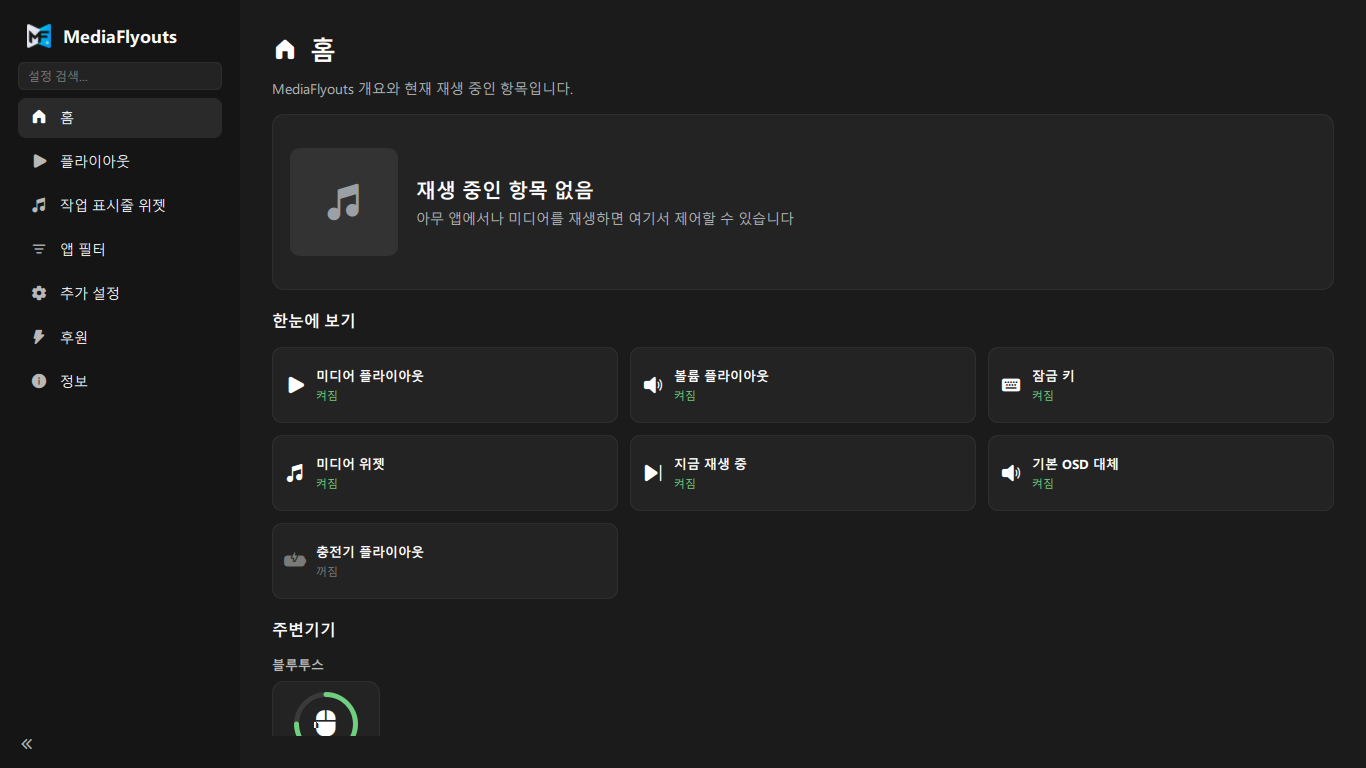 MediaFlyouts
설정 검색...
홈
플라이아웃
작업 표시줄 위젯
앱 필터
추가 설정
후원
정보
홈
MediaFlyouts 개요와 현재 재생 중인 항목입니다.
재생 중인 항목 없음
아무 앱에서나 미디어를 재생하면 여기서 제어할 수 있습니다
한눈에 보기
미디어 플라이아웃
켜짐
볼륨 플라이아웃
켜짐
잠금 키
켜짐
미디어 위젯
켜짐
지금 재생 중
켜짐
기본 OSD 대체
켜짐
충전기 플라이아웃
꺼짐
주변기기
블루투스